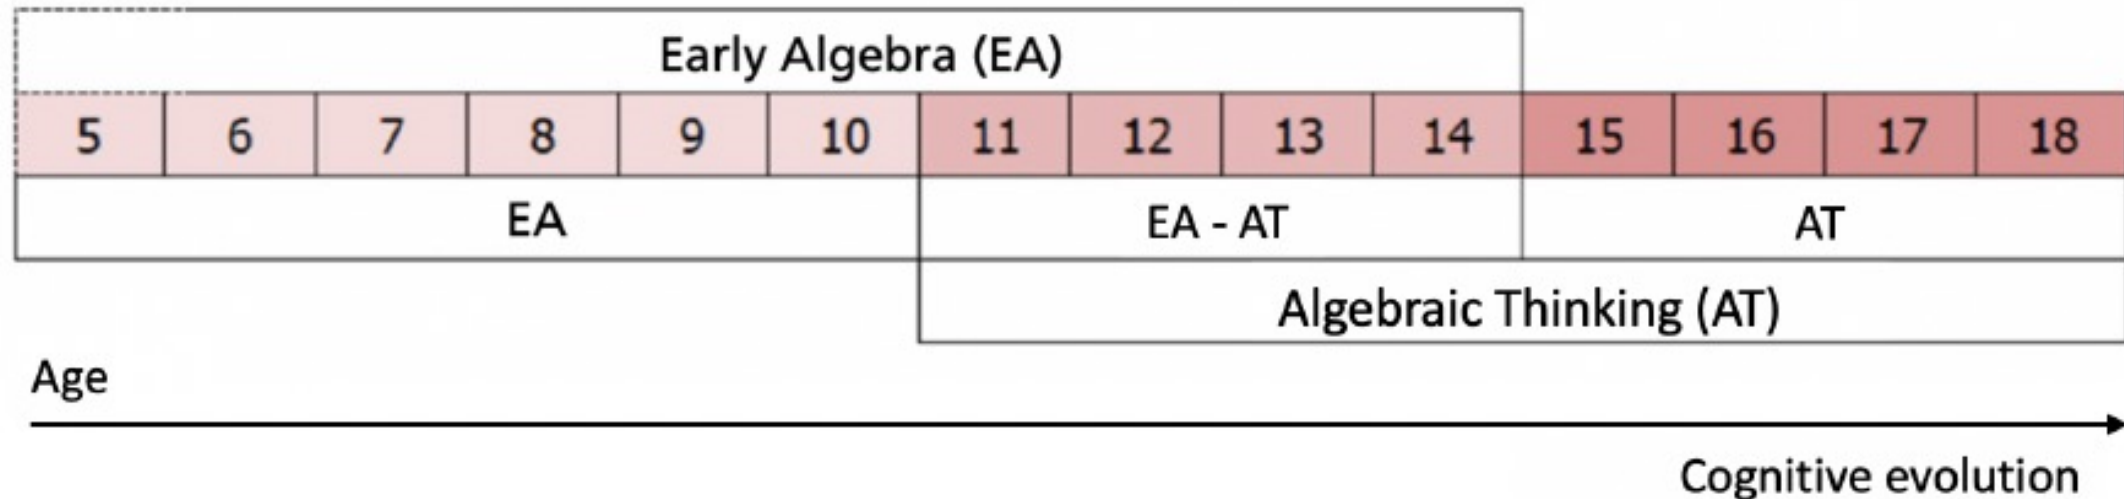 Early Algebra (EA)
5 6 7 8 9 10 11 12 13 14 15 16 17 18
EA EA - AT AT
Algebraic Thinking (AT)
Age
Cognitive evolution